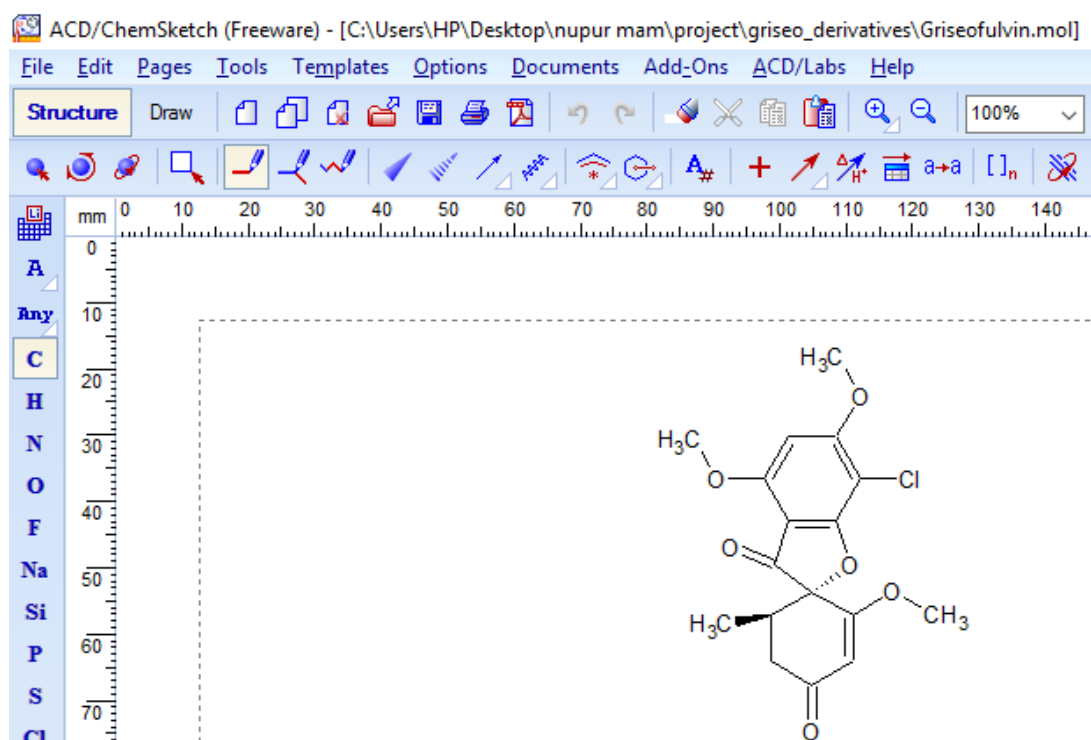 ACD/ChemSketch (Freeware) - [C:\Users\HP\Desktop\nupur mam\project\griseo_derivatives\Griseofulvin.mol]
File Edit Pages Tools Templates Options Documents Add-Ons ACD/Labs Help
Structure Draw 100%
A# + Δ H+ a→a [ ]n
Li mm 0 10 20 30 40 50 60 70 80 90 100 110 120 130 140
0
A
Any 10
C
H3C
20
O
H
N 30 H3C
O O Cl
40
F
O
Na 50 O
Si O
H3C CH3
P 60
S
70
O
Cl